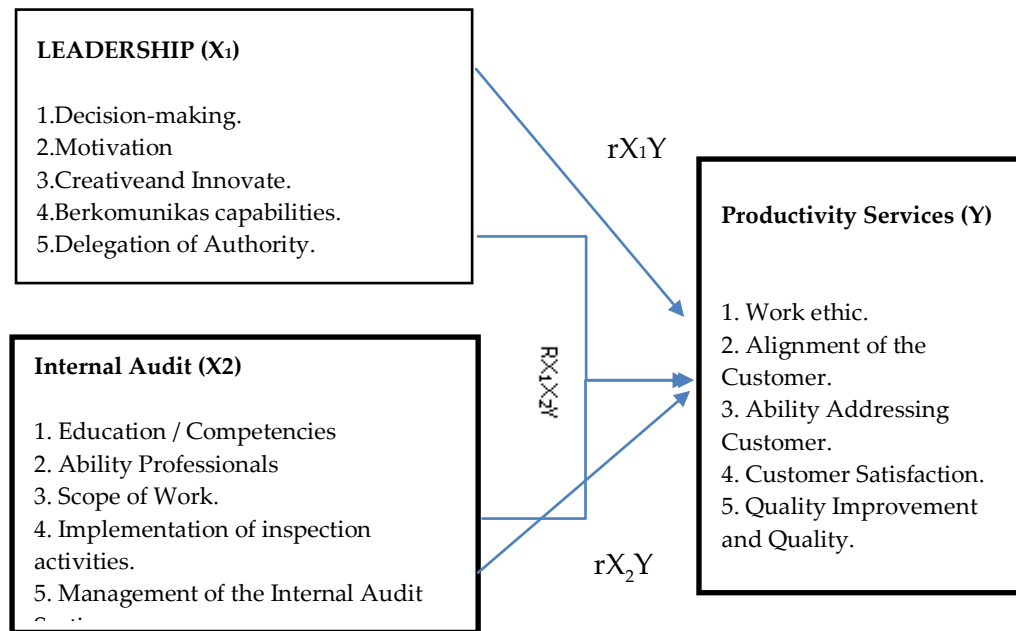 LEADERSHIP (X₁)
1.Decision-making.
2.Motivation
3.Creativeand Innovate.
4.Berkomunikas capabilities.
5.Delegation of Authority.
rX₁Y
Productivity Services (Y)
1. Work ethic.
2. Alignment of the
Customer.
3. Ability Addressing
Customer.
4. Customer Satisfaction.
5. Quality Improvement
and Quality.
RX₁X₂Y
Internal Audit (X2)
1. Education / Competencies
2. Ability Professionals
3. Scope of Work.
4. Implementation of inspection
activities.
5. Management of the Internal Audit
rX₂Y